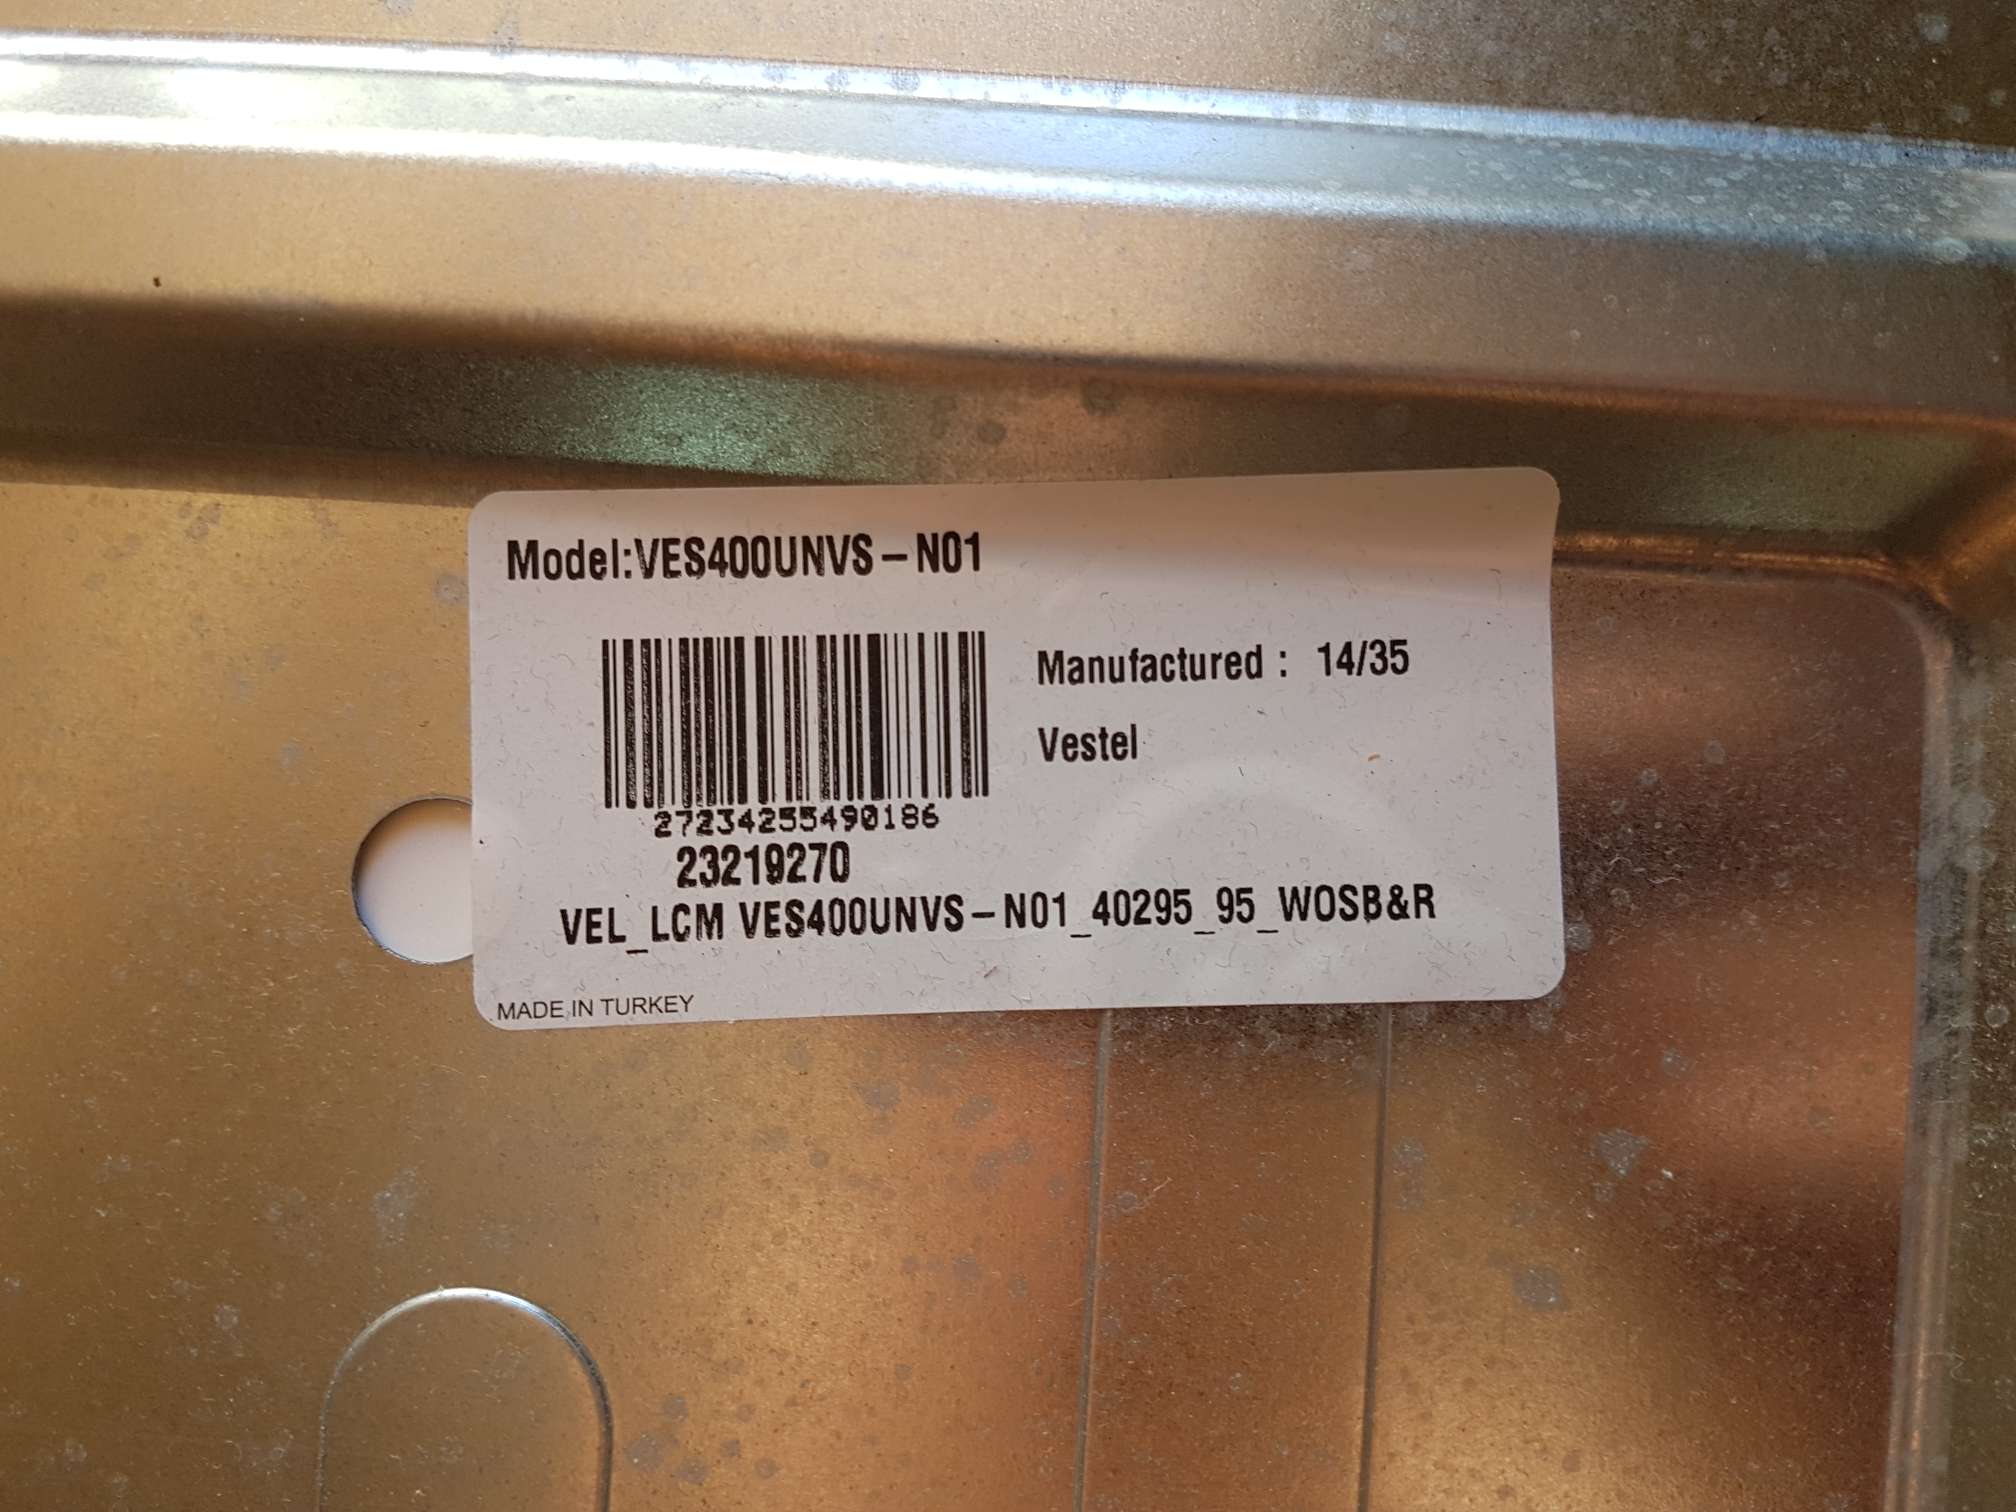 Model:VES400UNVS-N01
Manufactured : 14/35
Vestel
27234255490186
23219270
VEL_LCM VES400UNVS-N01_40295_95_WOSB&R
MADE IN TURKEY